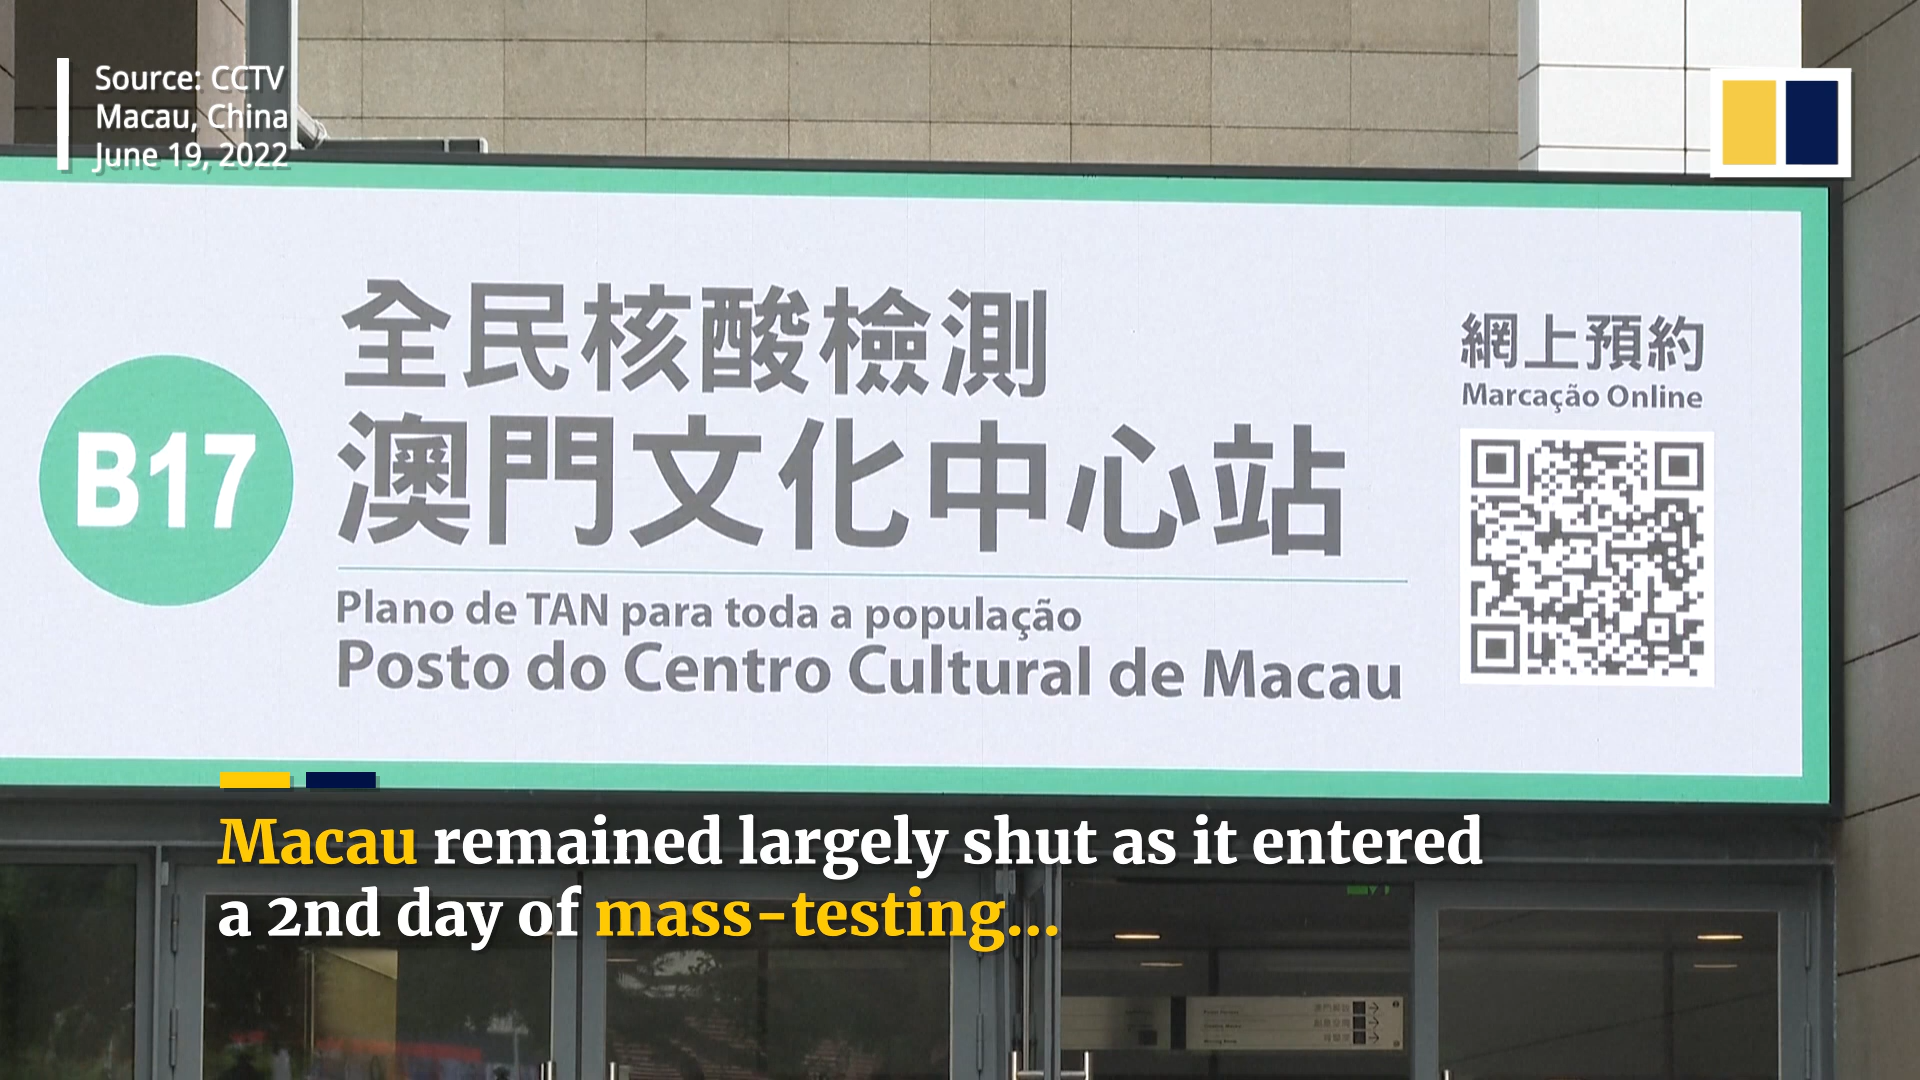 Source: CCTV
Macau, China
June 19, 2022
B17
全民核酸檢測
澳門文化中心站
Plano de TAN para toda a população
Posto do Centro Cultural de Macau
網上預約
Marcação Online
Macau remained largely shut as it entered
a 2nd day of mass-testing...